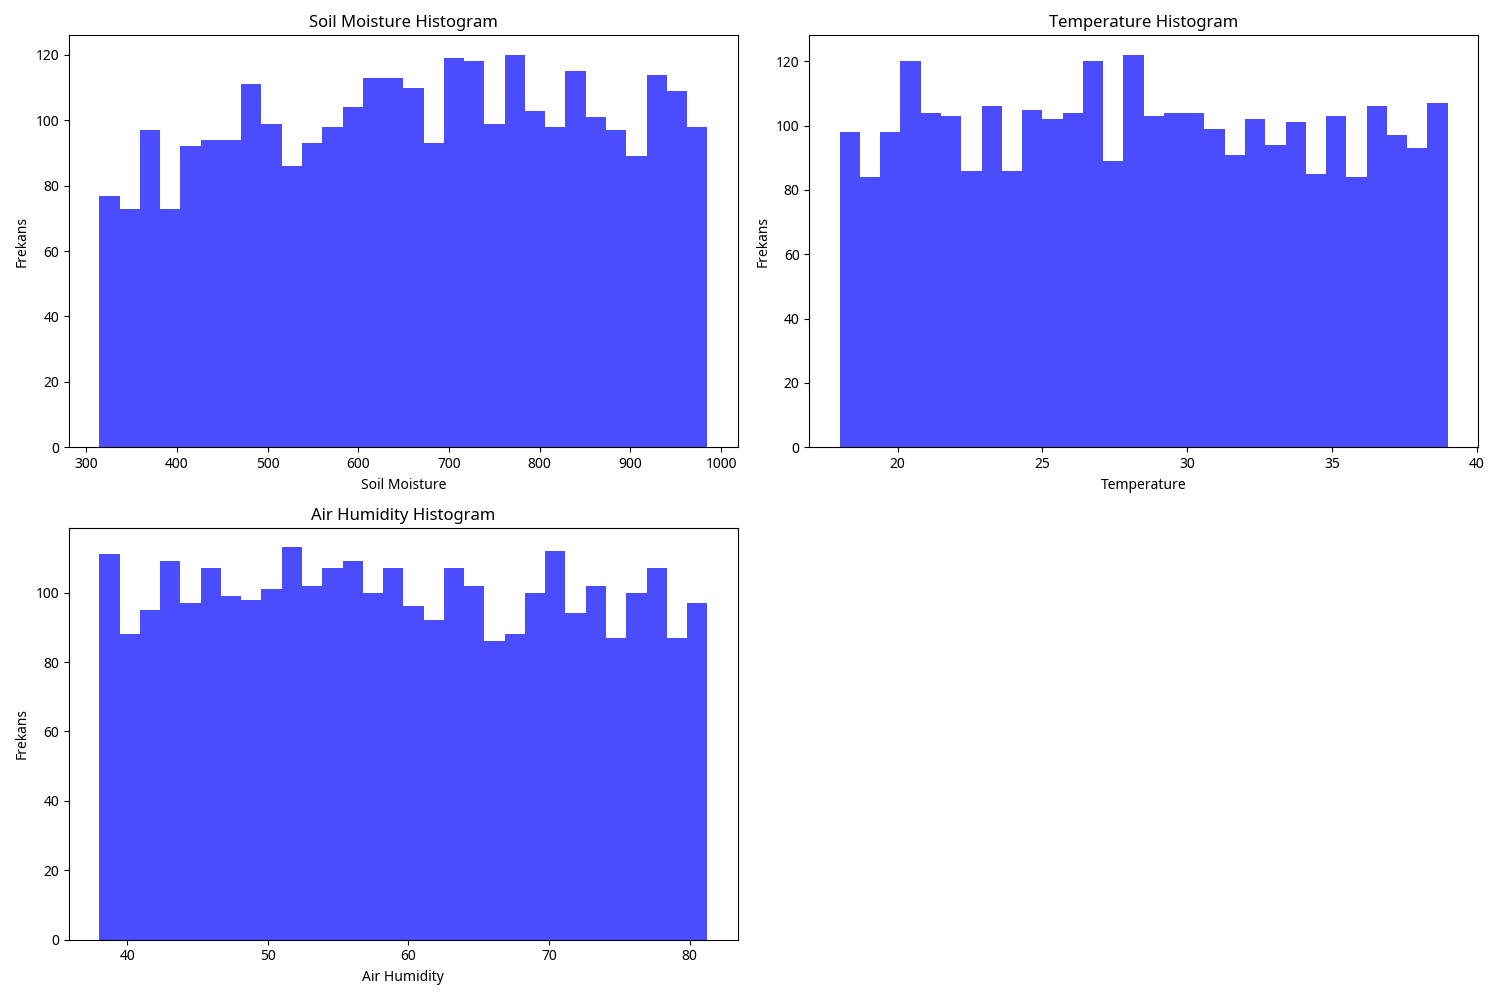 Soil Moisture Histogram
120
100
80
60
40
20
0
Frekans
300 400 500 600 700 800 900 1000
Soil Moisture
Temperature Histogram
120
100
80
60
40
20
0
Frekans
20 25 30 35 40
Temperature
Air Humidity Histogram
100
80
60
40
20
0
Frekans
40 50 60 70 80
Air Humidity